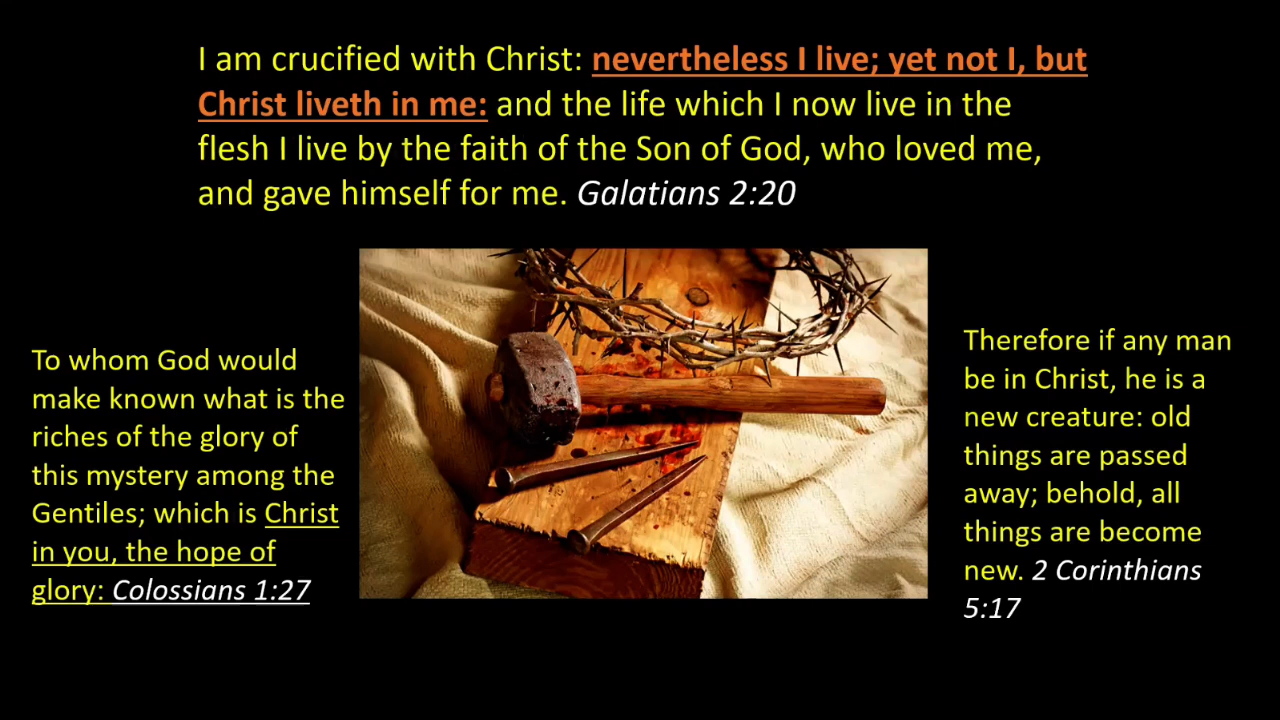 I am crucified with Christ: nevertheless I live; yet not I, but
Christ liveth in me: and the life which I now live in the
flesh I live by the faith of the Son of God, who loved me,
and gave himself for me. Galatians 2:20
To whom God would
make known what is the
riches of the glory of
this mystery among the
Gentiles; which is Christ
in you, the hope of
glory: Colossians 1:27
Therefore if any man
be in Christ, he is a
new creature: old
things are passed
away; behold, all
things are become
new. 2 Corinthians
5:17